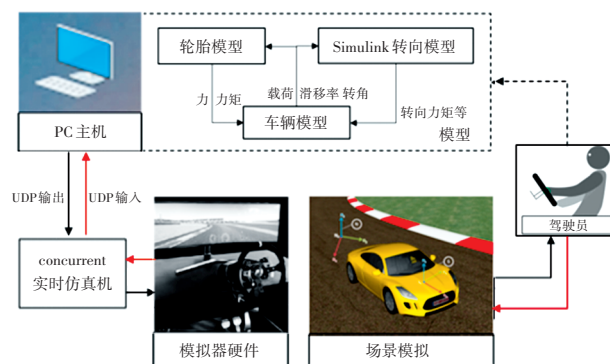 轮胎模型
Simulink 转向模型
力 力矩
载荷 滑移率 转角
车辆模型
转向力矩等
模型
PC 主机
UDP 输出
UDP 输入
驾驶员
concurrent
实时仿真机
模拟器硬件
场景模拟